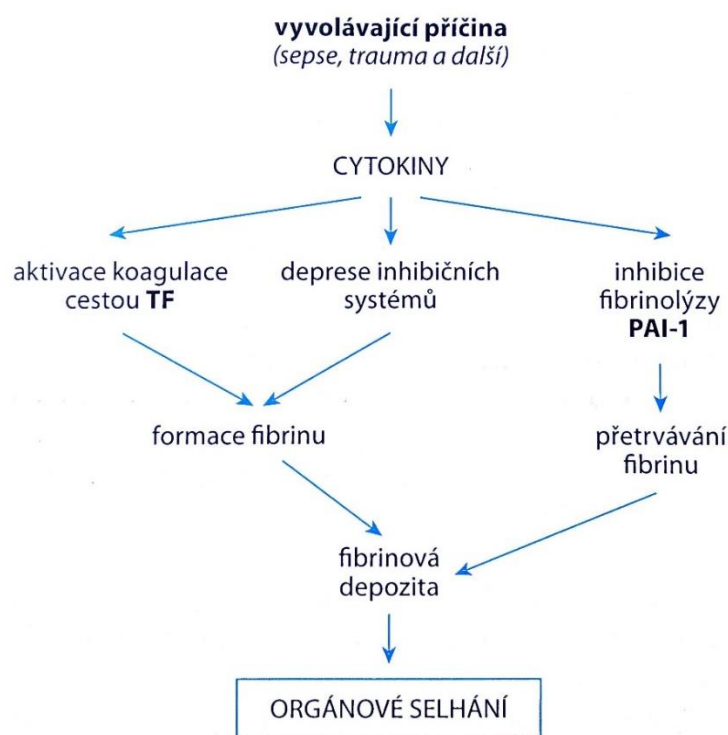 vyvolávající příčina
(sepse, trauma a další)
CYTOKINY
aktivace koagulace
cestou TF
deprese inhibičních
systémů
inhibice
fibrinolýzy
PAI-1
formace fibrinu
přetrvávání
fibrinu
fibrinová
depozita
ORGÁNOVÉ SELHÁNÍ